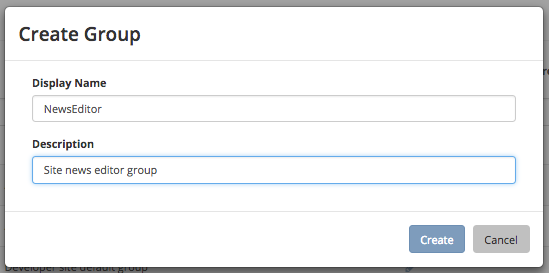 Create Group
Display Name
NewsEditor
Description
Site news editor group
Create
Cancel
Developer site default group